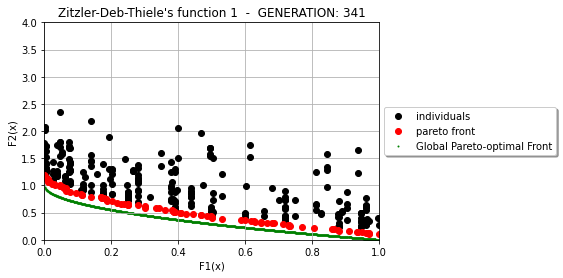 Zitzler-Deb-Thiele's function 1 - GENERATION: 341
4.0
3.5
3.0
2.5
2.0
1.5
1.0
0.5
0.0
F2(x)
0.0 0.2 0.4 0.6 0.8 1.0
F1(x)
individuals
pareto front
Global Pareto-optimal Front